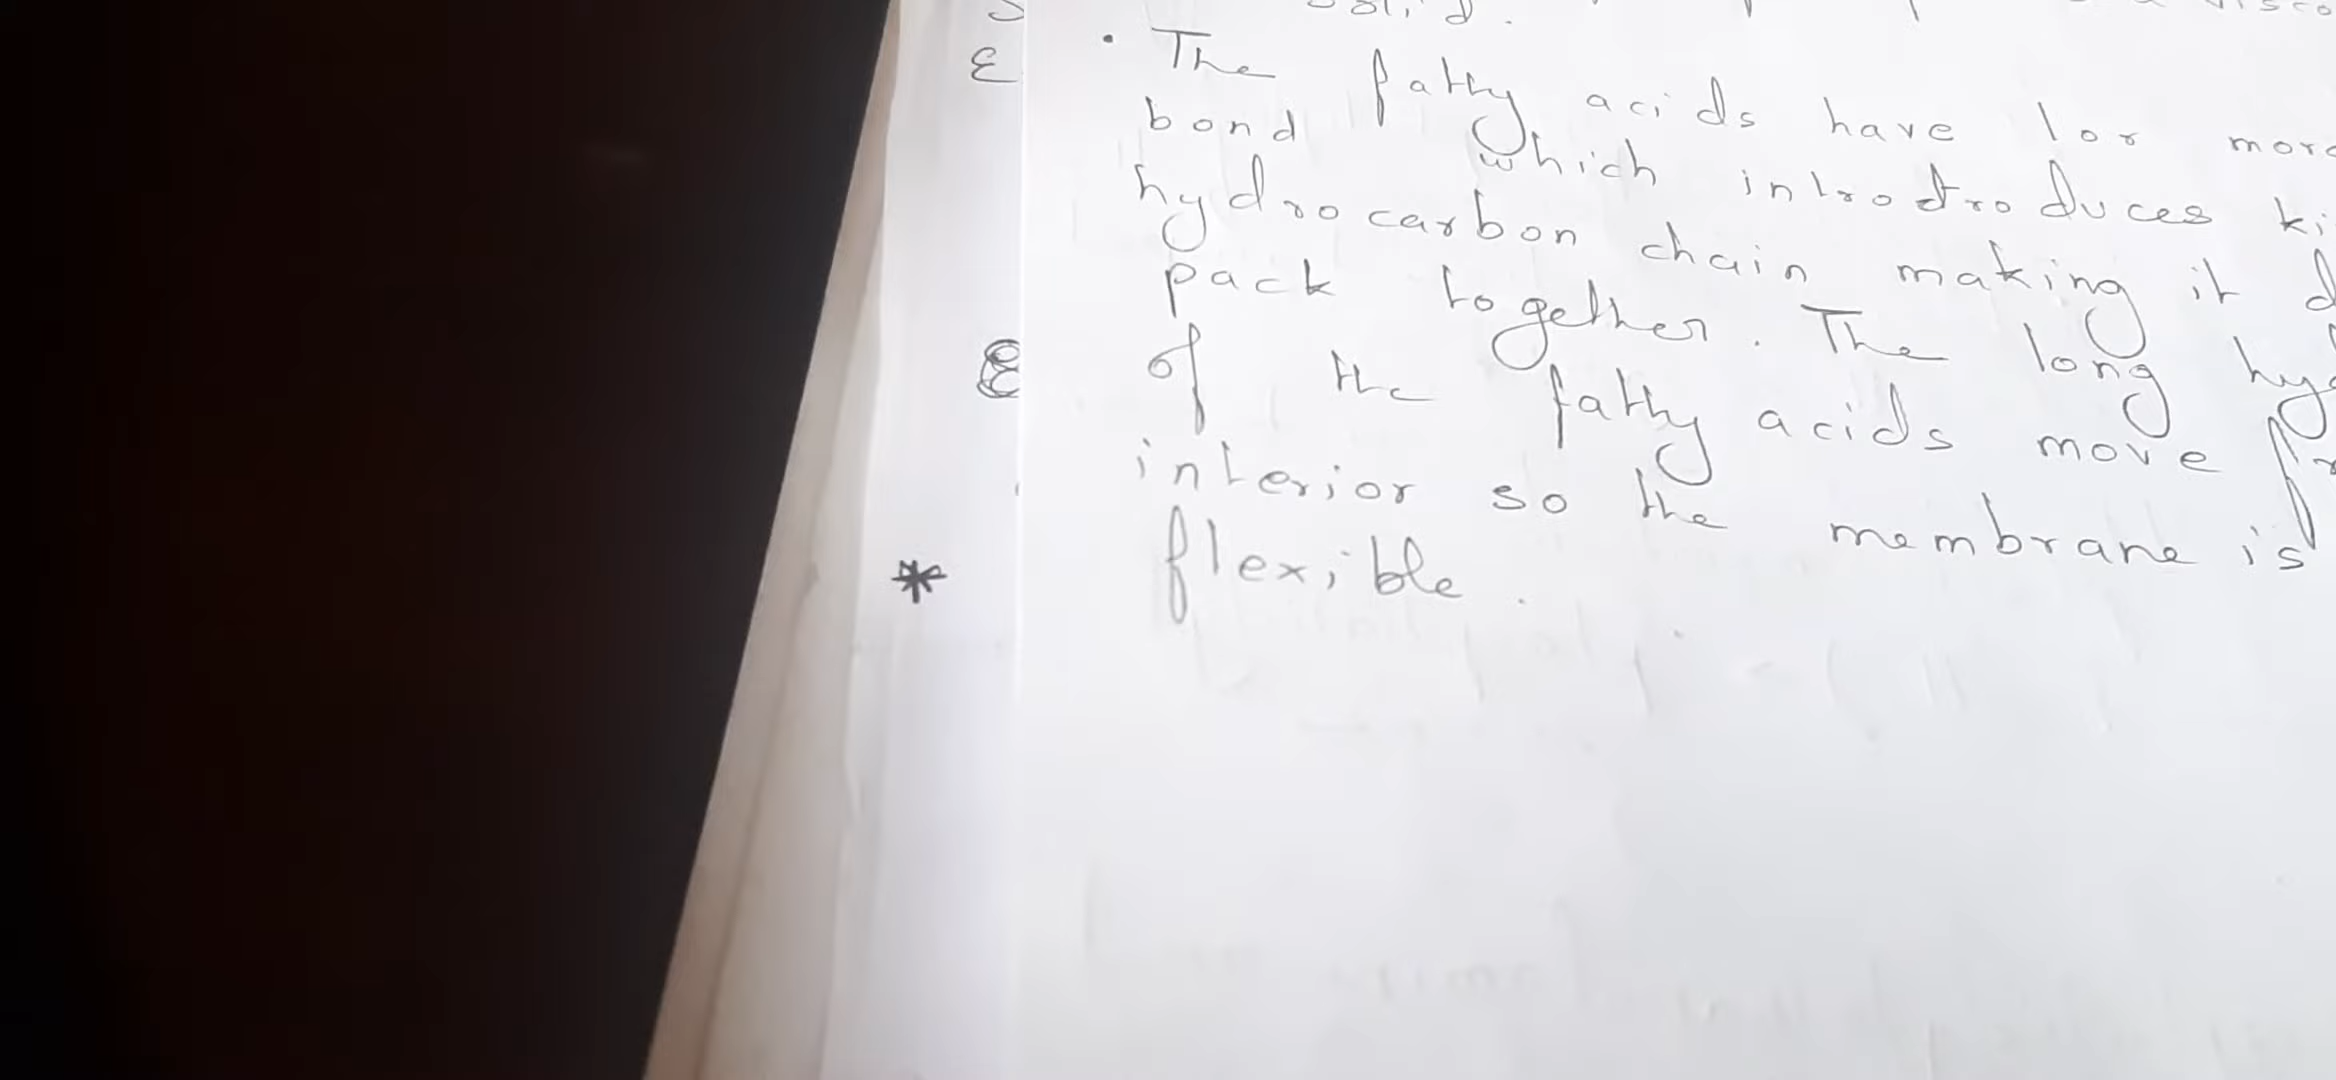 • The fatty acids have 1 or more
bond which introdroduces
hydrocarbon chain making it
pack together. The long
of the fatty acids move
interior so the membrane is
flexible.
*